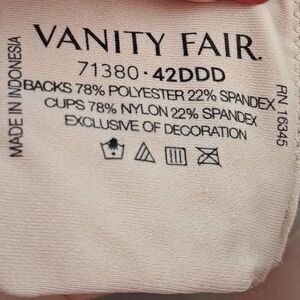 VANITY FAIR.
71380 · 42DDD
BACKS 78% POLYESTER 22% SPANDEX
CUPS 78% NYLON 22% SPANDEX
EXCLUSIVE OF DECORATION
MADE IN INDONESIA
RN 16345